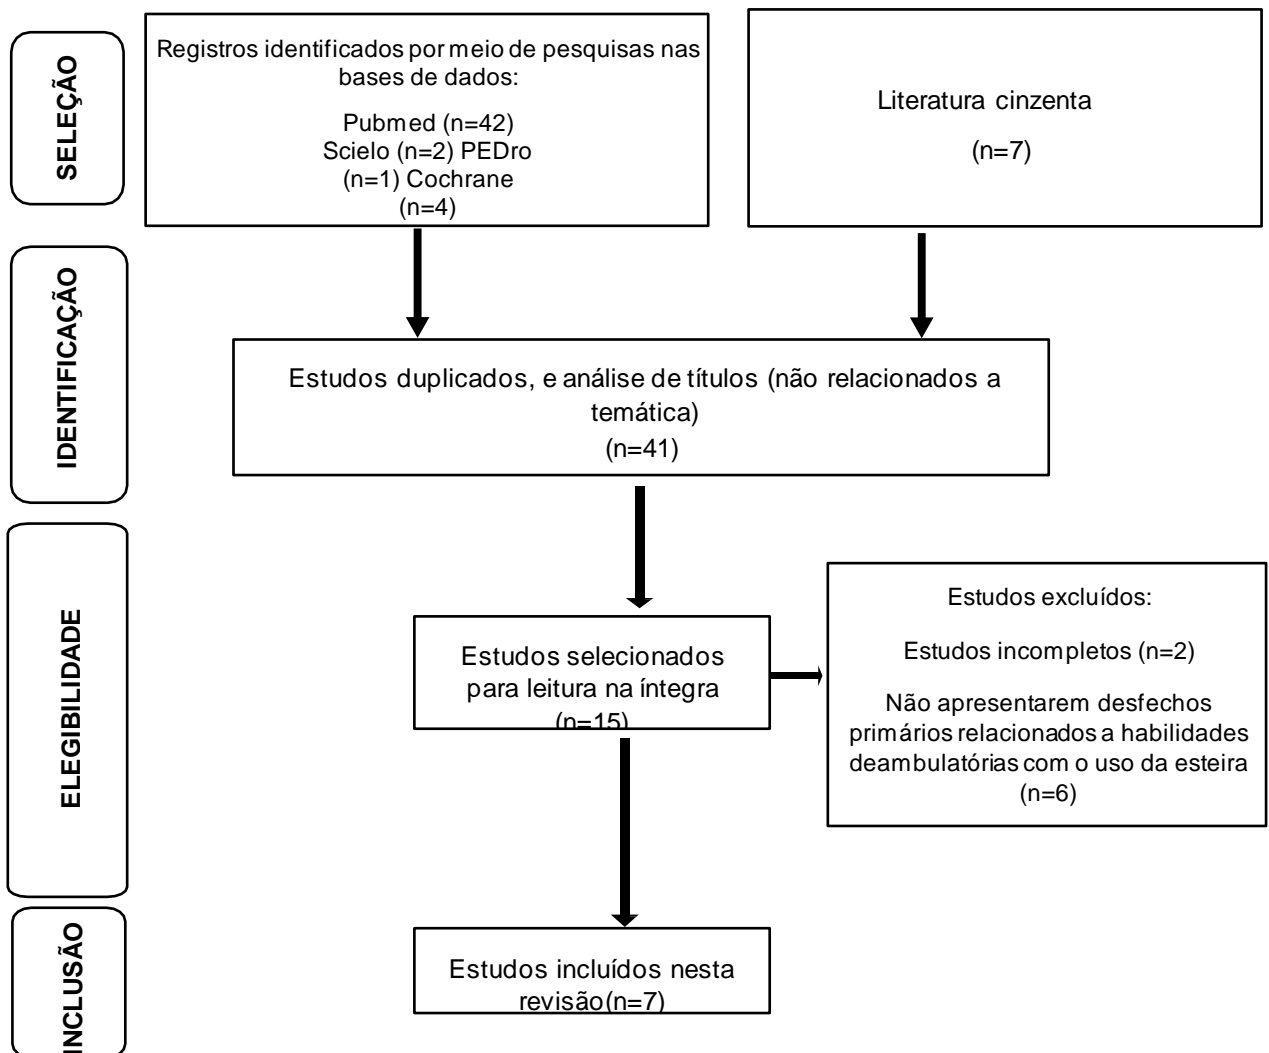 SELEÇÃO
Registros identificados por meio de pesquisas nas
bases de dados:
Pubmed (n=42)
Scielo (n=2) PEDro
(n=1) Cochrane
(n=4)
Literatura cinzenta
(n=7)
IDENTIFICAÇÃO
Estudos duplicados, e análise de títulos (não relacionados a
temática)
(n=41)
ELEGIBILIDADE
Estudos selecionados
para leitura na íntegra
(n=15)
Estudos excluídos:
Estudos incompletos (n=2)
Não apresentarem desfechos
primários relacionados a habilidades
deambulatórias com o uso da esteira
(n=6)
INCLUSÃO
Estudos incluídos nesta
revisão(n=7)